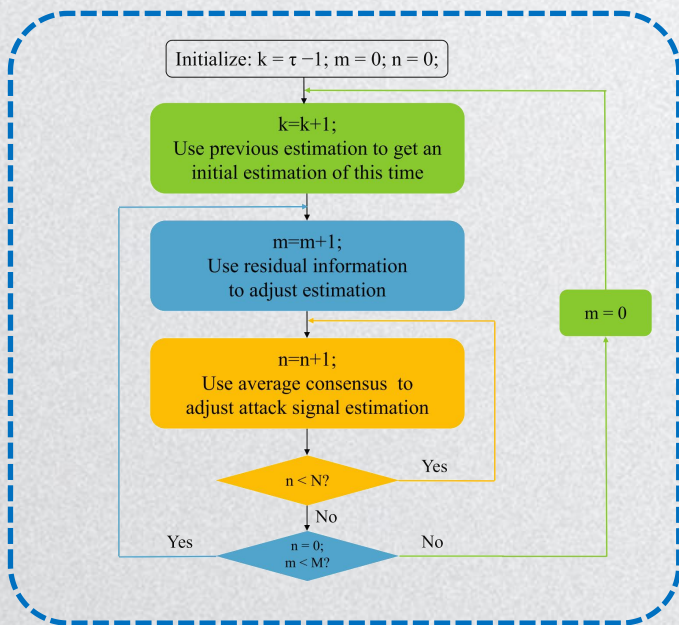 Initialize: k = τ −1; m = 0; n = 0;
k=k+1;
Use previous estimation to get an
initial estimation of this time
m=m+1;
Use residual information
to adjust estimation
m = 0
n=n+1;
Use average consensus to
adjust attack signal estimation
Yes
n < N?
No
Yes
n = 0;
m < M?
No